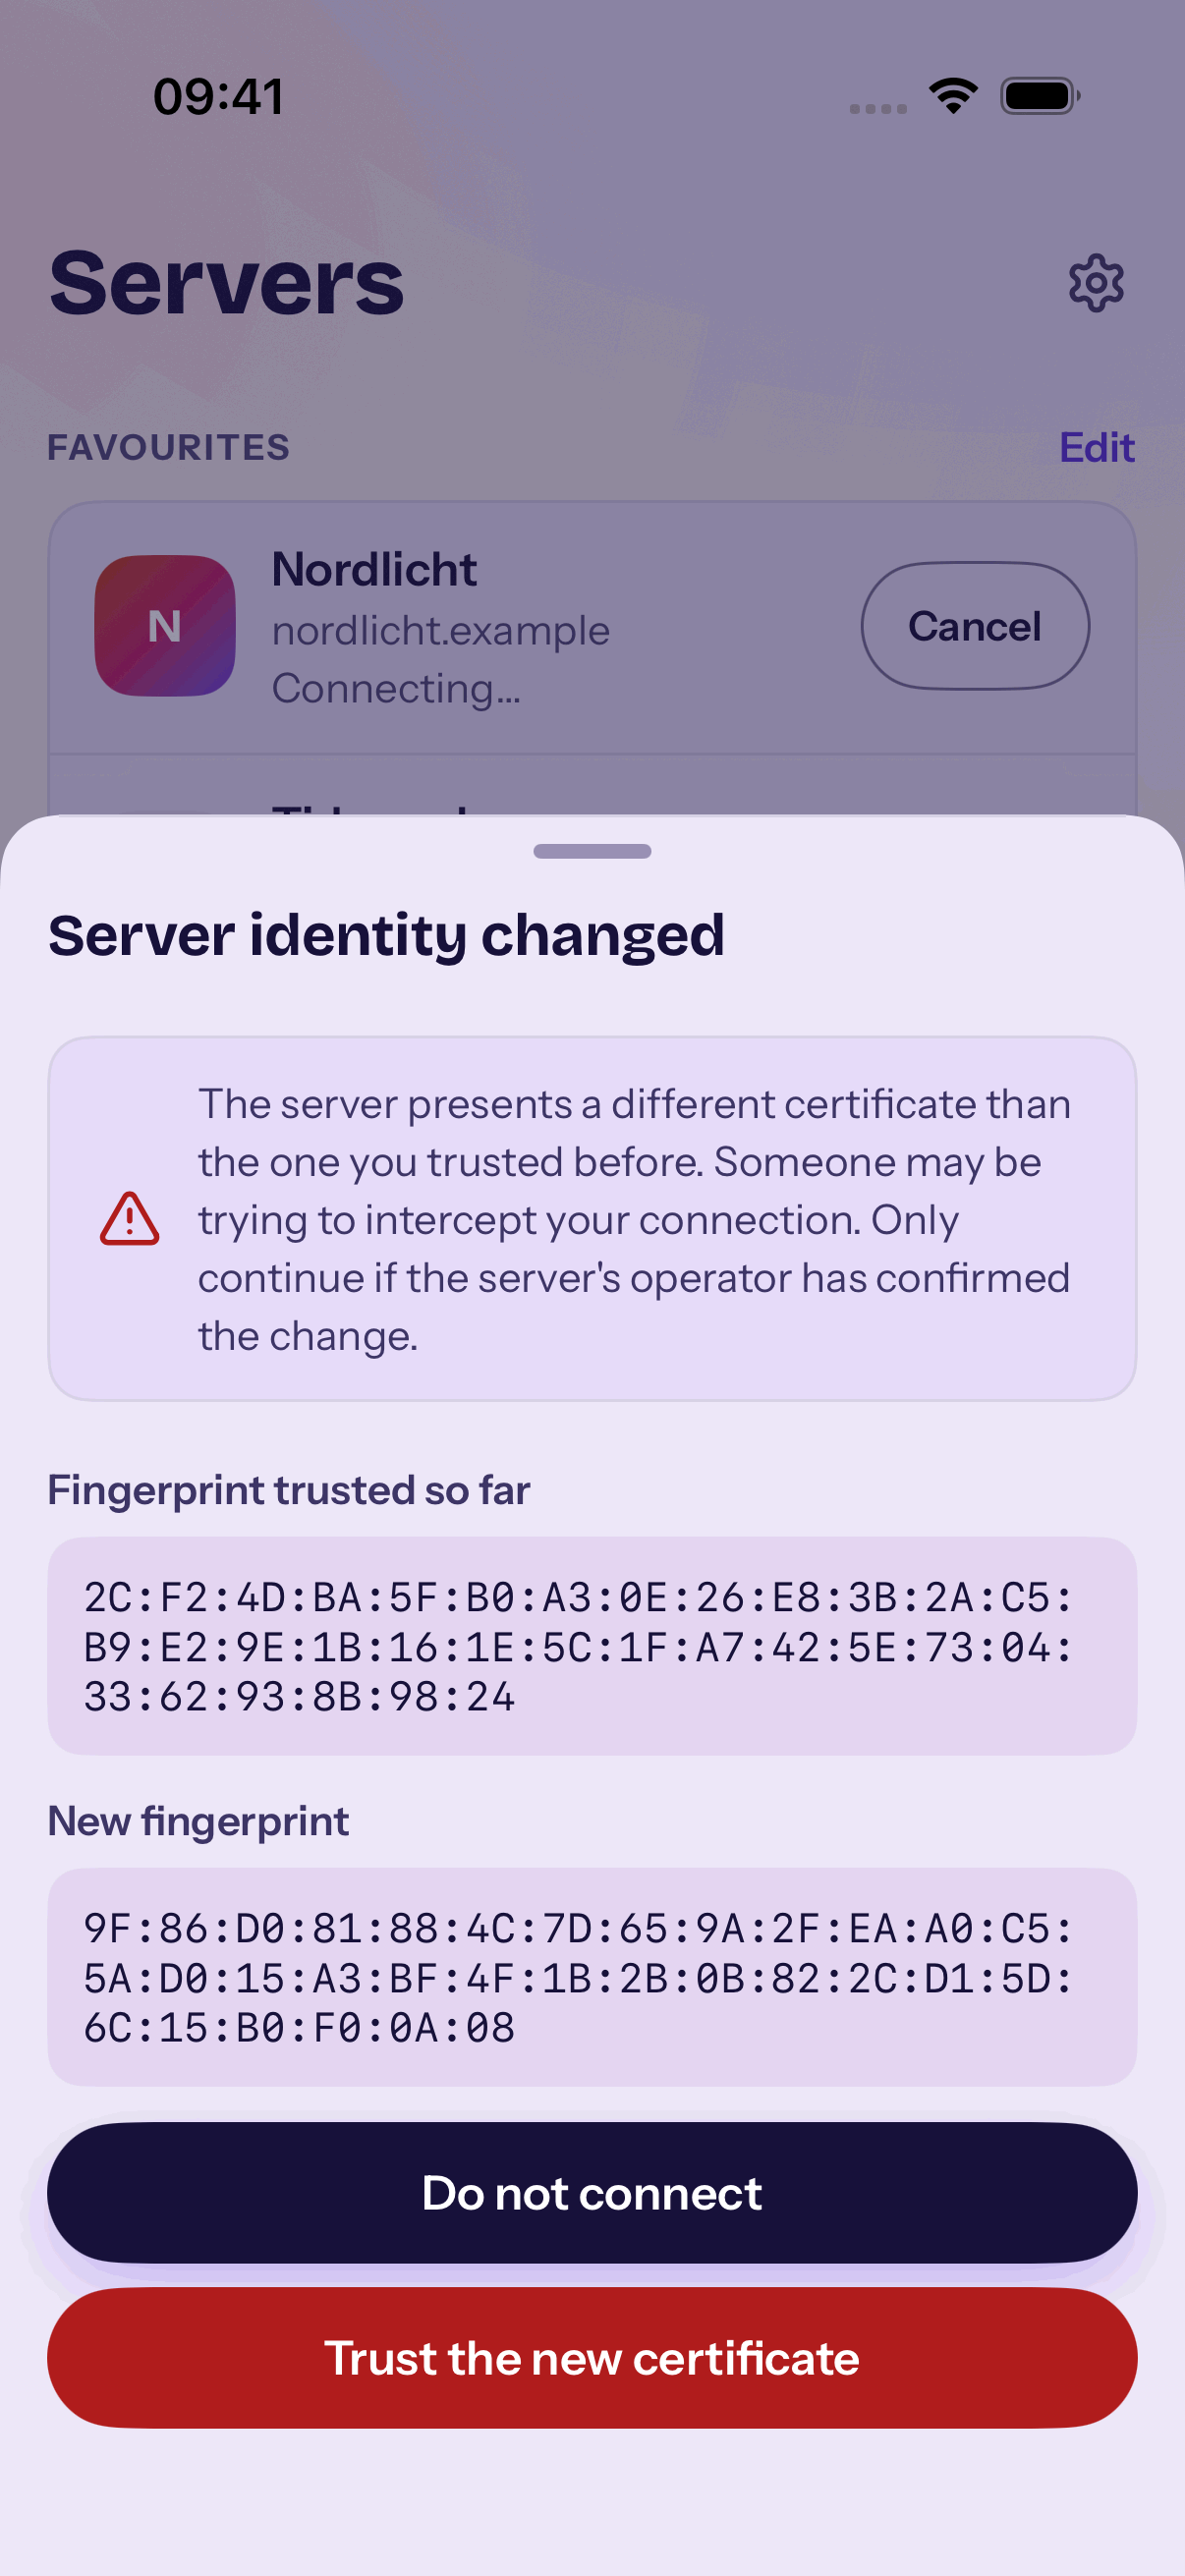 09:41
Servers
FAVOURITES
Edit
N
Nordlicht
nordlicht.example
Connecting...
Cancel
Server identity changed
The server presents a different certificate than
the one you trusted before. Someone may be
trying to intercept your connection. Only
continue if the server's operator has confirmed
the change.
Fingerprint trusted so far
2C:F2:4D:BA:5F:B0:A3:0E:26:E8:3B:2A:C5:
B9:E2:9E:1B:16:1E:5C:1F:A7:42:5E:73:04:
33:62:93:8B:98:24
New fingerprint
9F:86:D0:81:88:4C:7D:65:9A:2F:EA:A0:C5:
5A:D0:15:A3:BF:4F:1B:2B:0B:82:2C:D1:5D:
6C:15:B0:F0:0A:08
Do not connect
Trust the new certificate